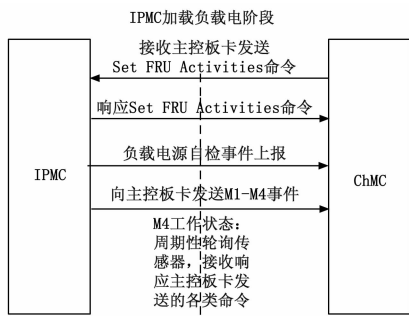 IPMC加载负载电阶段
接收主控板卡发送
Set FRU Activities命令
响应Set FRU Activities命令
负载电源自检事件上报
IPMC
ChMC
向主控板卡发送M1-M4事件
M4工作状态:
周期性轮询传
感器,接收响
应主控板卡发
送的各类命令